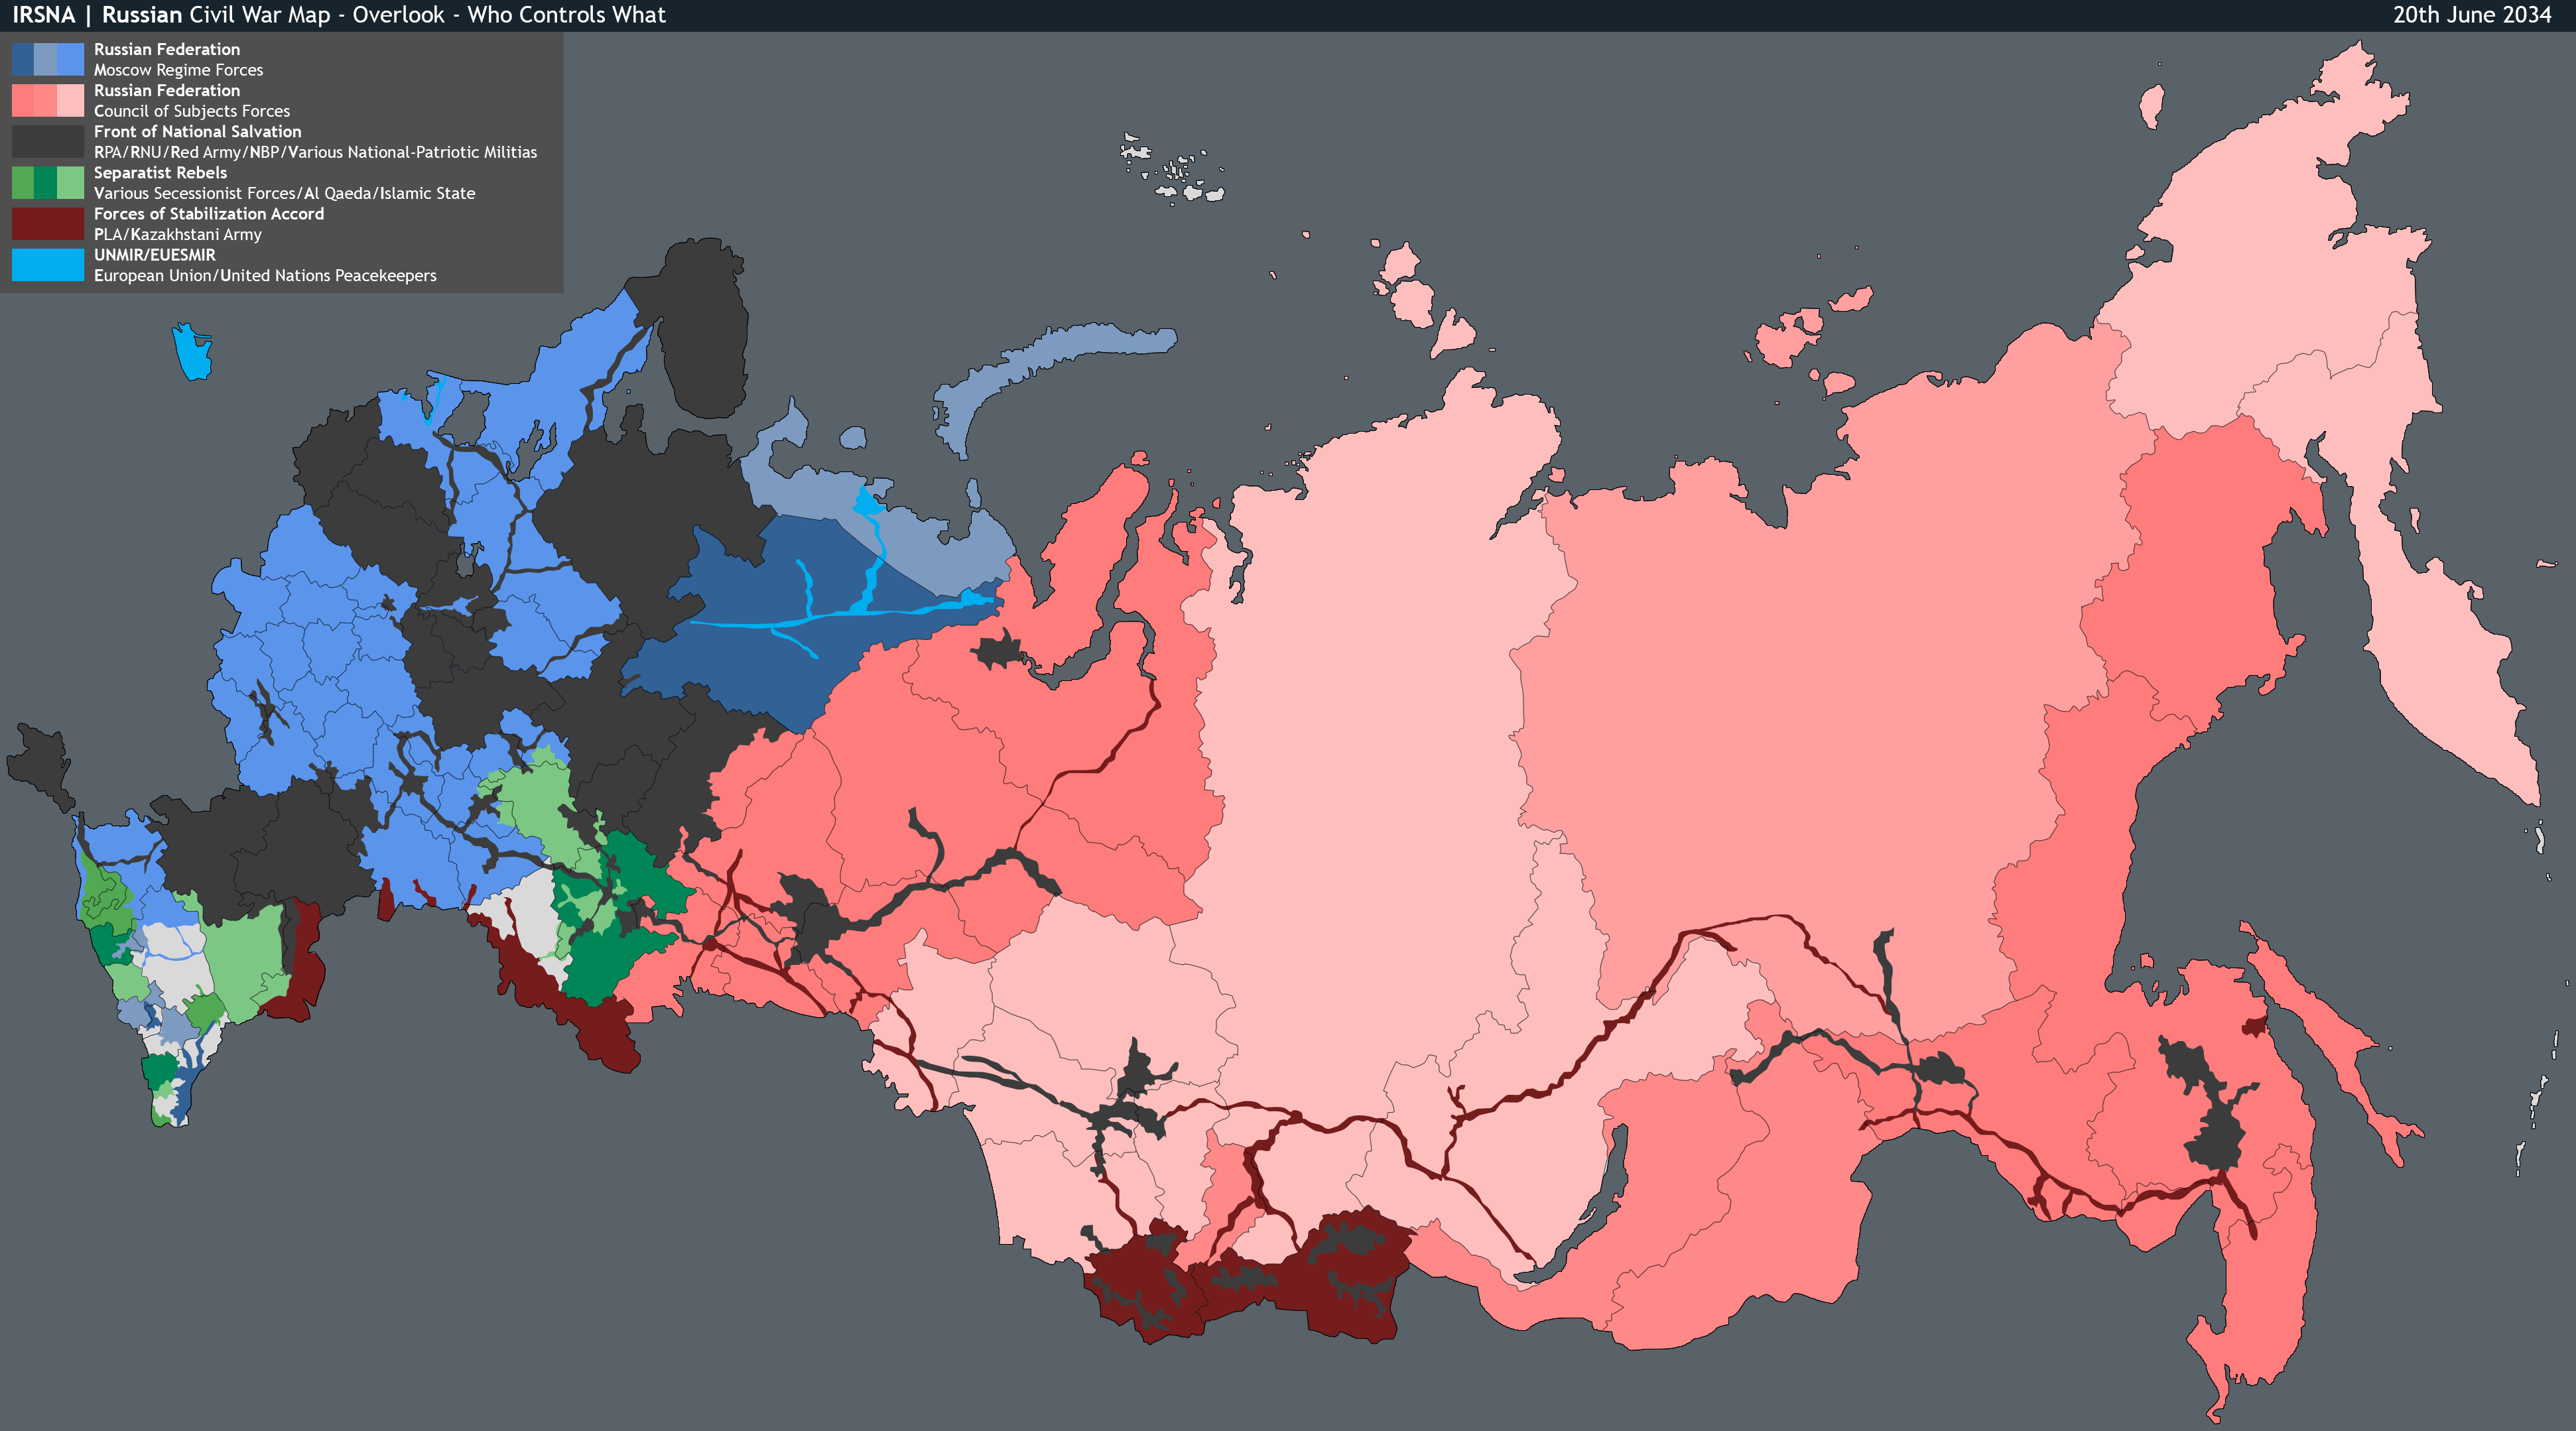 IRSNA | Russian Civil War Map - Overlook - Who Controls What
20th June 2034
Russian Federation
Moscow Regime Forces
Russian Federation
Council of Subjects Forces
Front of National Salvation
RPA/RNU/Red Army/NBP/Various National-Patriotic Militias
Separatist Rebels
Various Secessionist Forces/Al Qaeda/Islamic State
Forces of Stabilization Accord
PLA/Kazakhstani Army
UNMIR/EUESMIR
European Union/United Nations Peacekeepers